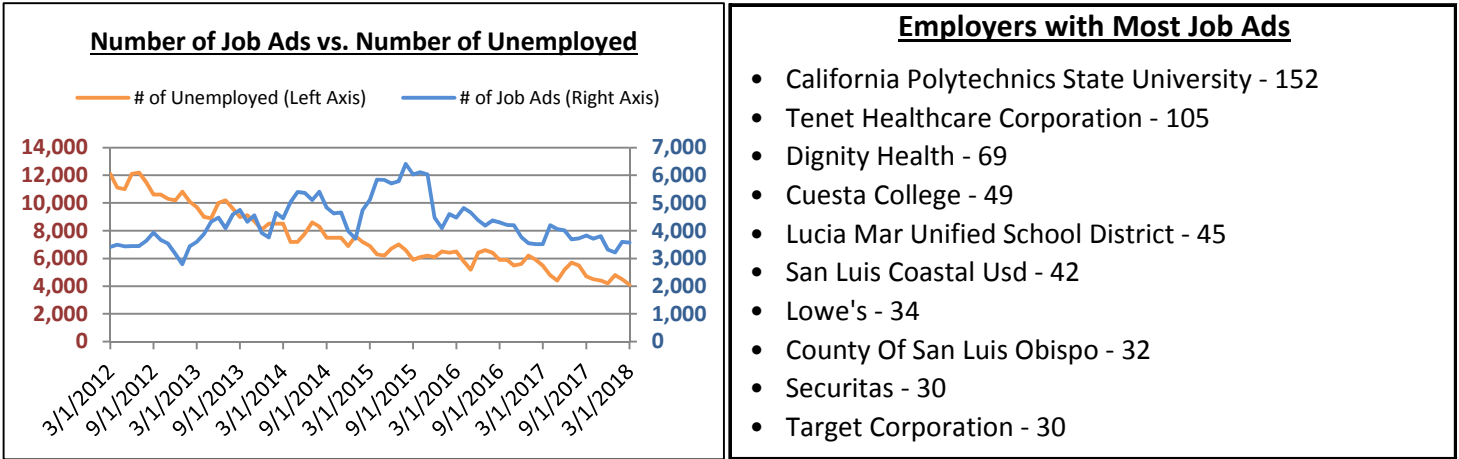 Number of Job Ads vs. Number of Unemployed
# of Unemployed (Left Axis) # of Job Ads (Right Axis)
14,000 7,000
12,000 6,000
10,000 5,000
8,000 4,000
6,000 3,000
4,000 2,000
2,000 1,000
0 0
3/1/2012
9/1/2012
3/1/2013
9/1/2013
3/1/2014
9/1/2014
3/1/2015
9/1/2015
3/1/2016
9/1/2016
3/1/2017
9/1/2017
3/1/2018
Employers with Most Job Ads
• California Polytechnics State University - 152
• Tenet Healthcare Corporation - 105
• Dignity Health - 69
• Cuesta College - 49
• Lucia Mar Unified School District - 45
• San Luis Coastal Usd - 42
• Lowe's - 34
• County Of San Luis Obispo - 32
• Securitas - 30
• Target Corporation - 30